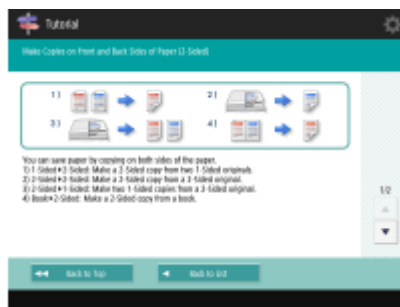 Tutorial
Make Copies on Front and Back Sides of Paper (2-Sided)
1)
2)
3)
4)
You can save paper by copying on both sides of the paper.
1) 1-Sided▸2-Sided: Make a 2-Sided copy from two 1-Sided originals.
2) 2-Sided▸2-Sided: Make a 2-Sided copy from a 2-Sided original.
3) 2-Sided▸1-Sided: Make two 1-Sided copies from a 2-Sided original.
4) Book▸2-Sided: Make a 2-Sided copy from a book.
1/2
Back to Top
Back to List